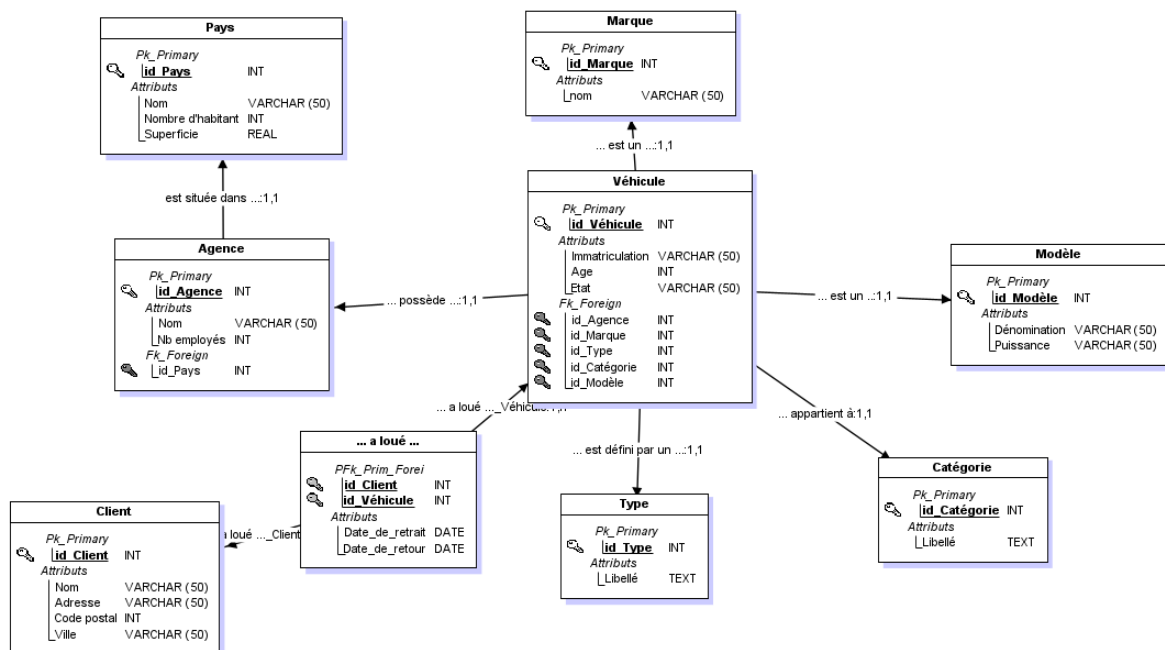 Pays
Pk_Primary
id_Pays INT
Attributs
Nom VARCHAR (50)
Nombre d'habitant INT
Superficie REAL
Marque
Pk_Primary
id_Marque INT
Attributs
nom VARCHAR (50)
... est un ...:1,1
est située dans ...:1,1
Véhicule
Pk_Primary
id_Véhicule INT
Attributs
Immatriculation VARCHAR (50)
Age INT
Etat VARCHAR (50)
Fk_Foreign
id_Agence INT
id_Marque INT
id_Type INT
id_Catégorie INT
id_Modèle INT
Agence
Pk_Primary
id_Agence INT
Attributs
Nom VARCHAR (50)
Nb employés INT
Fk_Foreign
id_Pays INT
... possède ...:1,1
... est un ...:1,1
Modèle
Pk_Primary
id_Modèle INT
Attributs
Dénomination VARCHAR (50)
Puissance VARCHAR (50)
... a loué ..._Véhicule:1,n
... appartient à:1,1
... a loué ...
PFk_Prim_Forei
id_Client INT
id_Véhicule INT
Attributs
Date_de_retrait DATE
Date_de_retour DATE
... est défini par un ...:1,1
Catégorie
Pk_Primary
id_Catégorie INT
Attributs
Libellé TEXT
Type
Pk_Primary
id_Type INT
Attributs
Libellé TEXT
a loué ..._Client
Client
Pk_Primary
id_Client INT
Attributs
Nom VARCHAR (50)
Adresse VARCHAR (50)
Code postal INT
Ville VARCHAR (50)